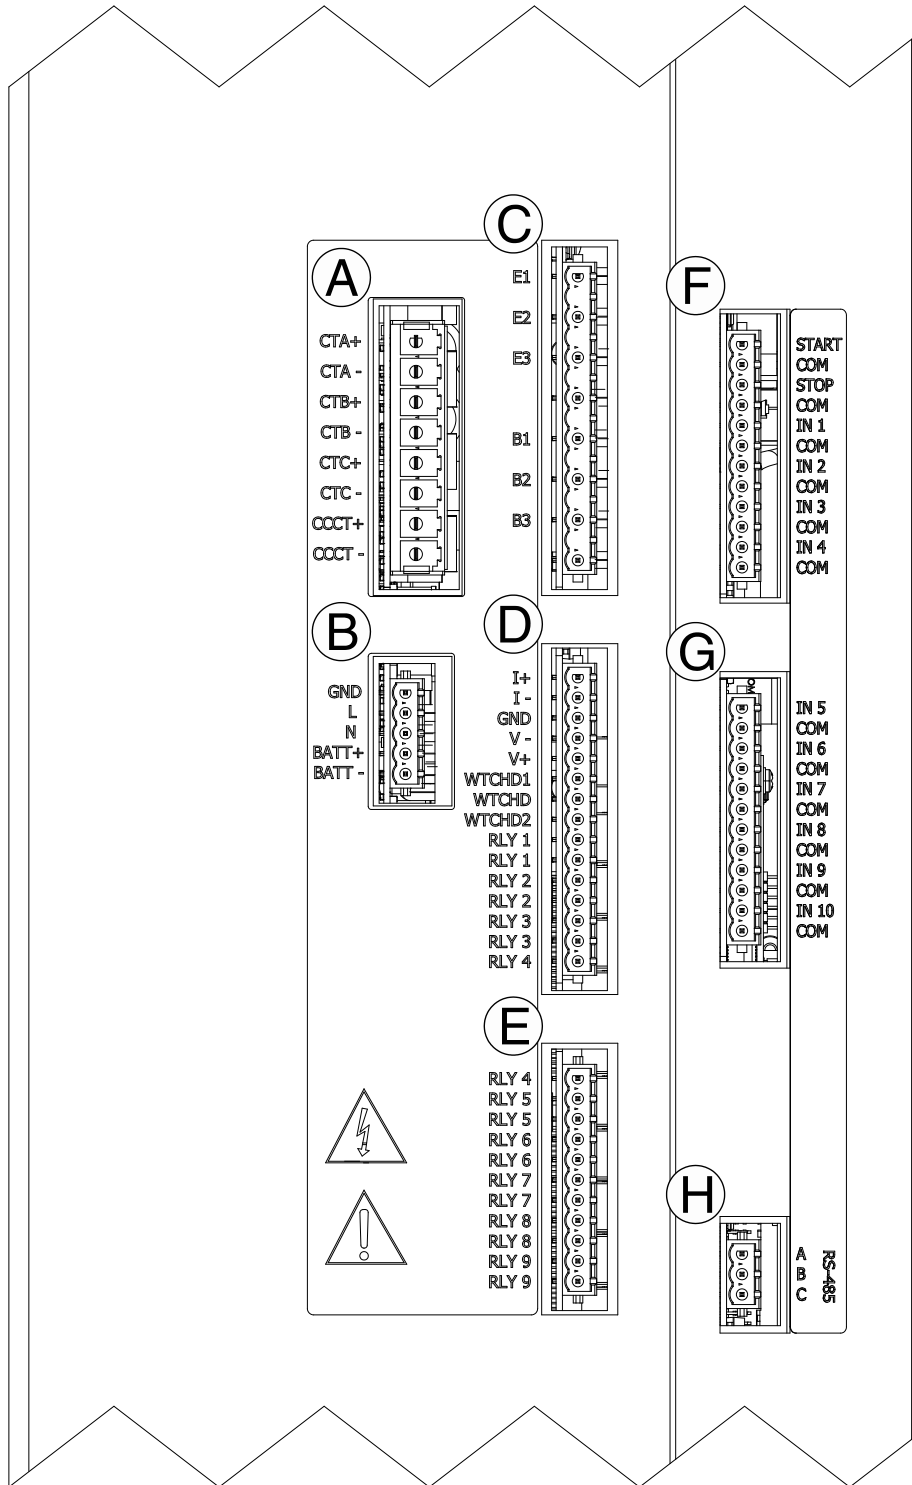 A
CTA+
CTA -
CTB+
CTB -
CTC+
CTC -
CCCT+
CCCT -
B
GND
L
N
BATT+
BATT -
C
E1
E2
E3
B1
B2
B3
D
I+
I -
GND
V -
V+
WTCHD1
WTCHD
WTCHD2
RLY 1
RLY 1
RLY 2
RLY 2
RLY 3
RLY 3
RLY 4
E
RLY 4
RLY 5
RLY 5
RLY 6
RLY 6
RLY 7
RLY 7
RLY 8
RLY 8
RLY 9
RLY 9
F
START
COM
STOP
COM
IN 1
COM
IN 2
COM
IN 3
COM
IN 4
COM
G
IN 5
COM
IN 6
COM
IN 7
COM
IN 8
COM
IN 9
COM
IN 10
COM
H
A
B
C
RS-485